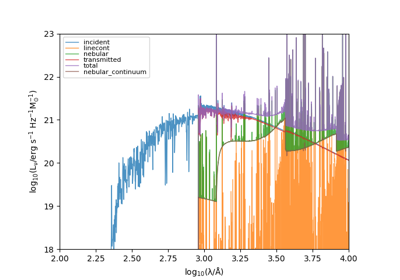 23
22
21
20
19
18
log₁₀(Lᵥ/erg s⁻¹ Hz⁻¹ M⊙⁻¹)
incident
linecont
nebular
transmitted
total
nebular_continuum
2.00 2.25 2.50 2.75 3.00 3.25 3.50 3.75 4.00
log₁₀(λ/Å)